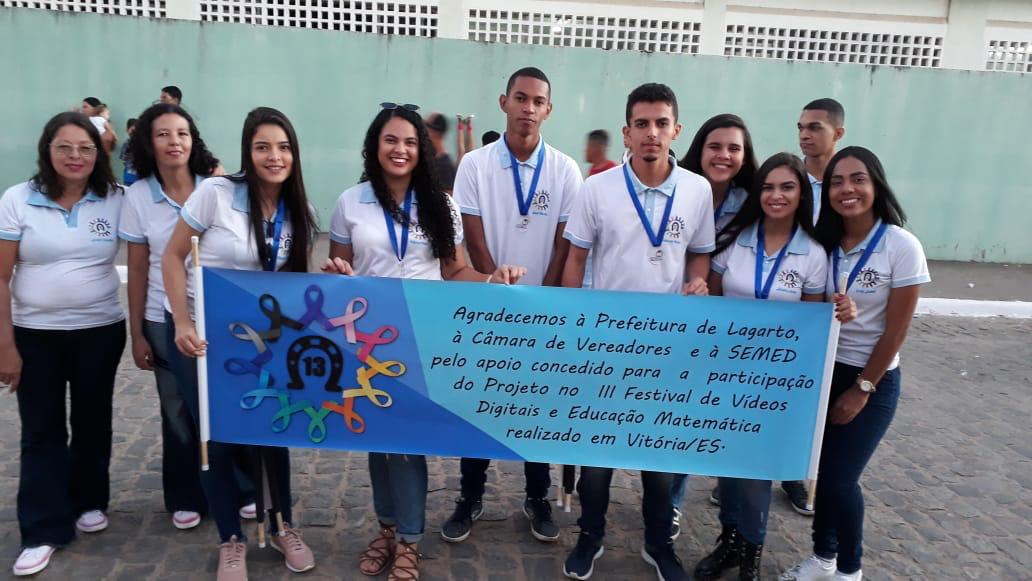 13
Agradecemos à Prefeitura de Lagarto,
à Câmara de Vereadores e à SEMED
pelo apoio concedido para a participação
do Projeto no III Festival de Vídeos
Digitais e Educação Matemática
realizado em Vitória/ES.